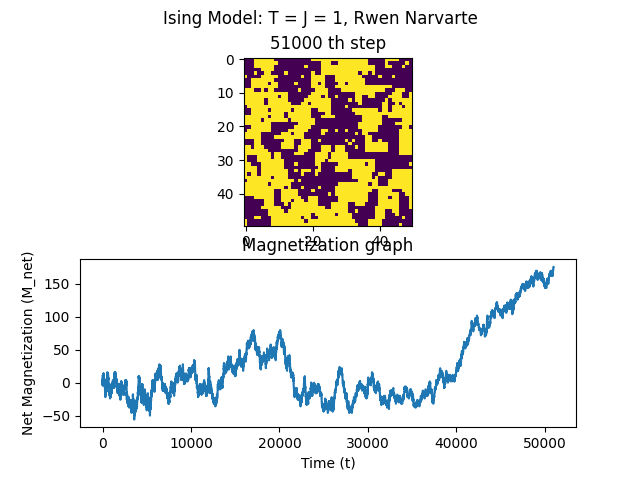 Ising Model: T = J = 1, Rwen Narvarte
51000 th step
0
10
20
30
40
0 20 40
Magnetization graph
Net Magnetization (M_net)
150
100
50
0
−50
0 10000 20000 30000 40000 50000
Time (t)